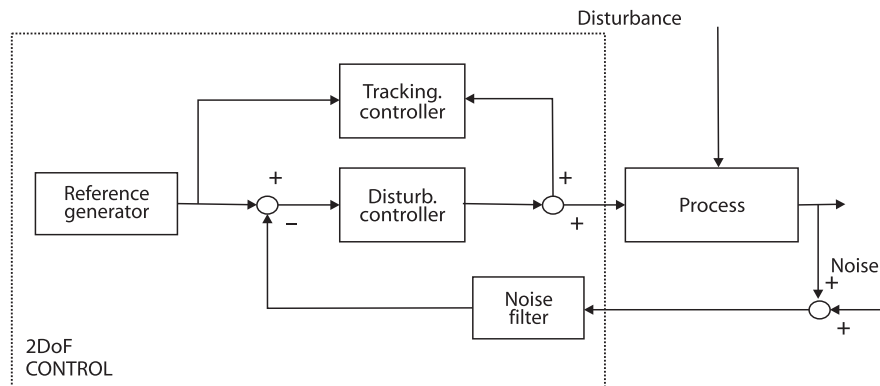 Disturbance
Tracking.
controller
+
+
Reference
generator
Disturb.
controller
Process
−
+
Noise
+
Noise
filter
+
2DoF
CONTROL